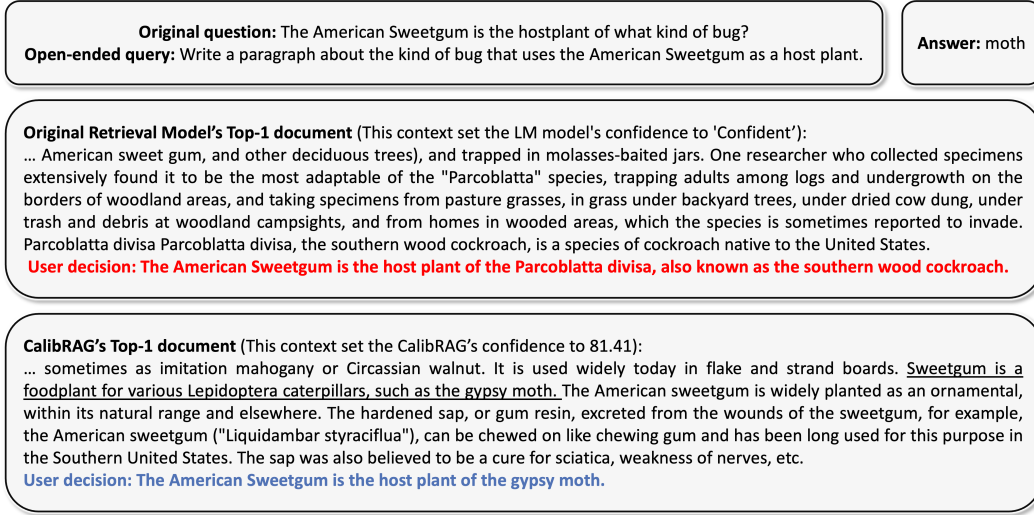 Original question: The American Sweetgum is the hostplant of what kind of bug?
Open-ended query: Write a paragraph about the kind of bug that uses the American Sweetgum as a host plant.
Answer: moth
Original Retrieval Model's Top-1 document (This context set the LM model's confidence to 'Confident'):
... American sweet gum, and other deciduous trees), and trapped in molasses-baited jars. One researcher who collected specimens
extensively found it to be the most adaptable of the "Parcoblatta" species, trapping adults among logs and undergrowth on the
borders of woodland areas, and taking specimens from pasture grasses, in grass under backyard trees, under dried cow dung, under
trash and debris at woodland campsights, and from homes in wooded areas, which the species is sometimes reported to invade.
Parcoblatta divisa Parcoblatta divisa, the southern wood cockroach, is a species of cockroach native to the United States.
User decision: The American Sweetgum is the host plant of the Parcoblatta divisa, also known as the southern wood cockroach.
CalibRAG's Top-1 document (This context set the CalibRAG's confidence to 81.41):
... sometimes as imitation mahogany or Circassian walnut. It is used widely today in flake and strand boards. Sweetgum is a
foodplant for various Lepidoptera caterpillars, such as the gypsy moth. The American sweetgum is widely planted as an ornamental,
within its natural range and elsewhere. The hardened sap, or gum resin, excreted from the wounds of the sweetgum, for example,
the American sweetgum ("Liquidambar styraciflua"), can be chewed on like chewing gum and has been long used for this purpose in
the Southern United States. The sap was also believed to be a cure for sciatica, weakness of nerves, etc.
User decision: The American Sweetgum is the host plant of the gypsy moth.